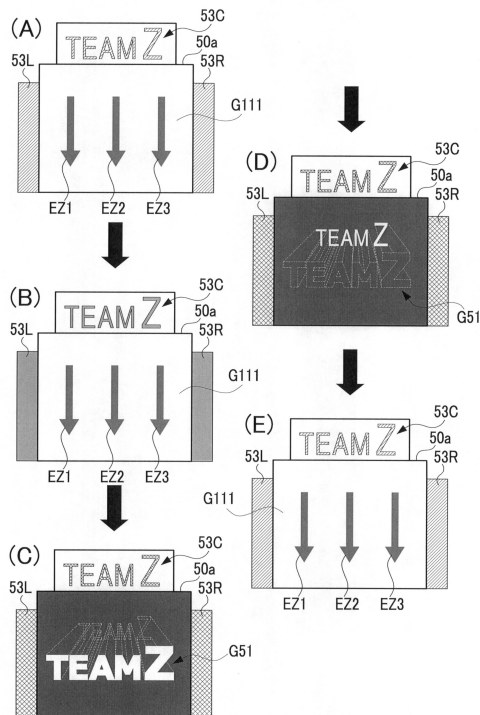 (A)
53C
TEAM Z
50a
53L
53R
G111
EZ1 EZ2 EZ3
(B)
53C
TEAM Z
50a
53L
53R
G111
EZ1 EZ2 EZ3
(C)
53C
TEAM Z
50a
53L
53R
TEAM Z
TEAM Z
G51
(D)
53C
TEAM Z
50a
53L
53R
TEAM Z
TEAM Z
G51
(E)
53C
TEAM Z
50a
53L
53R
G111
EZ1 EZ2 EZ3